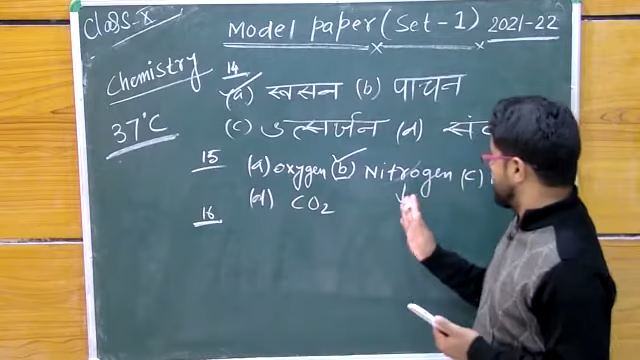 Class-X
Model paper (Set-1) 2021-22
Chemistry
37°C
14
(a) श्वसन (b) पाचन
(c) उत्सर्जन (d)
15
(a) oxygen (b) Nitrogen (c)
(d) CO2
16